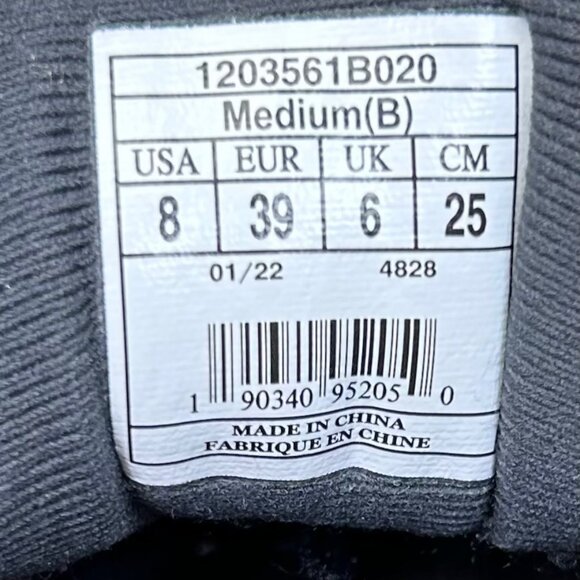 1203561B020
Medium(B)
USA EUR UK CM
8 39 6 25
01/22 4828
1 90340 95205 0
MADE IN CHINA
FABRIQUE EN CHINE